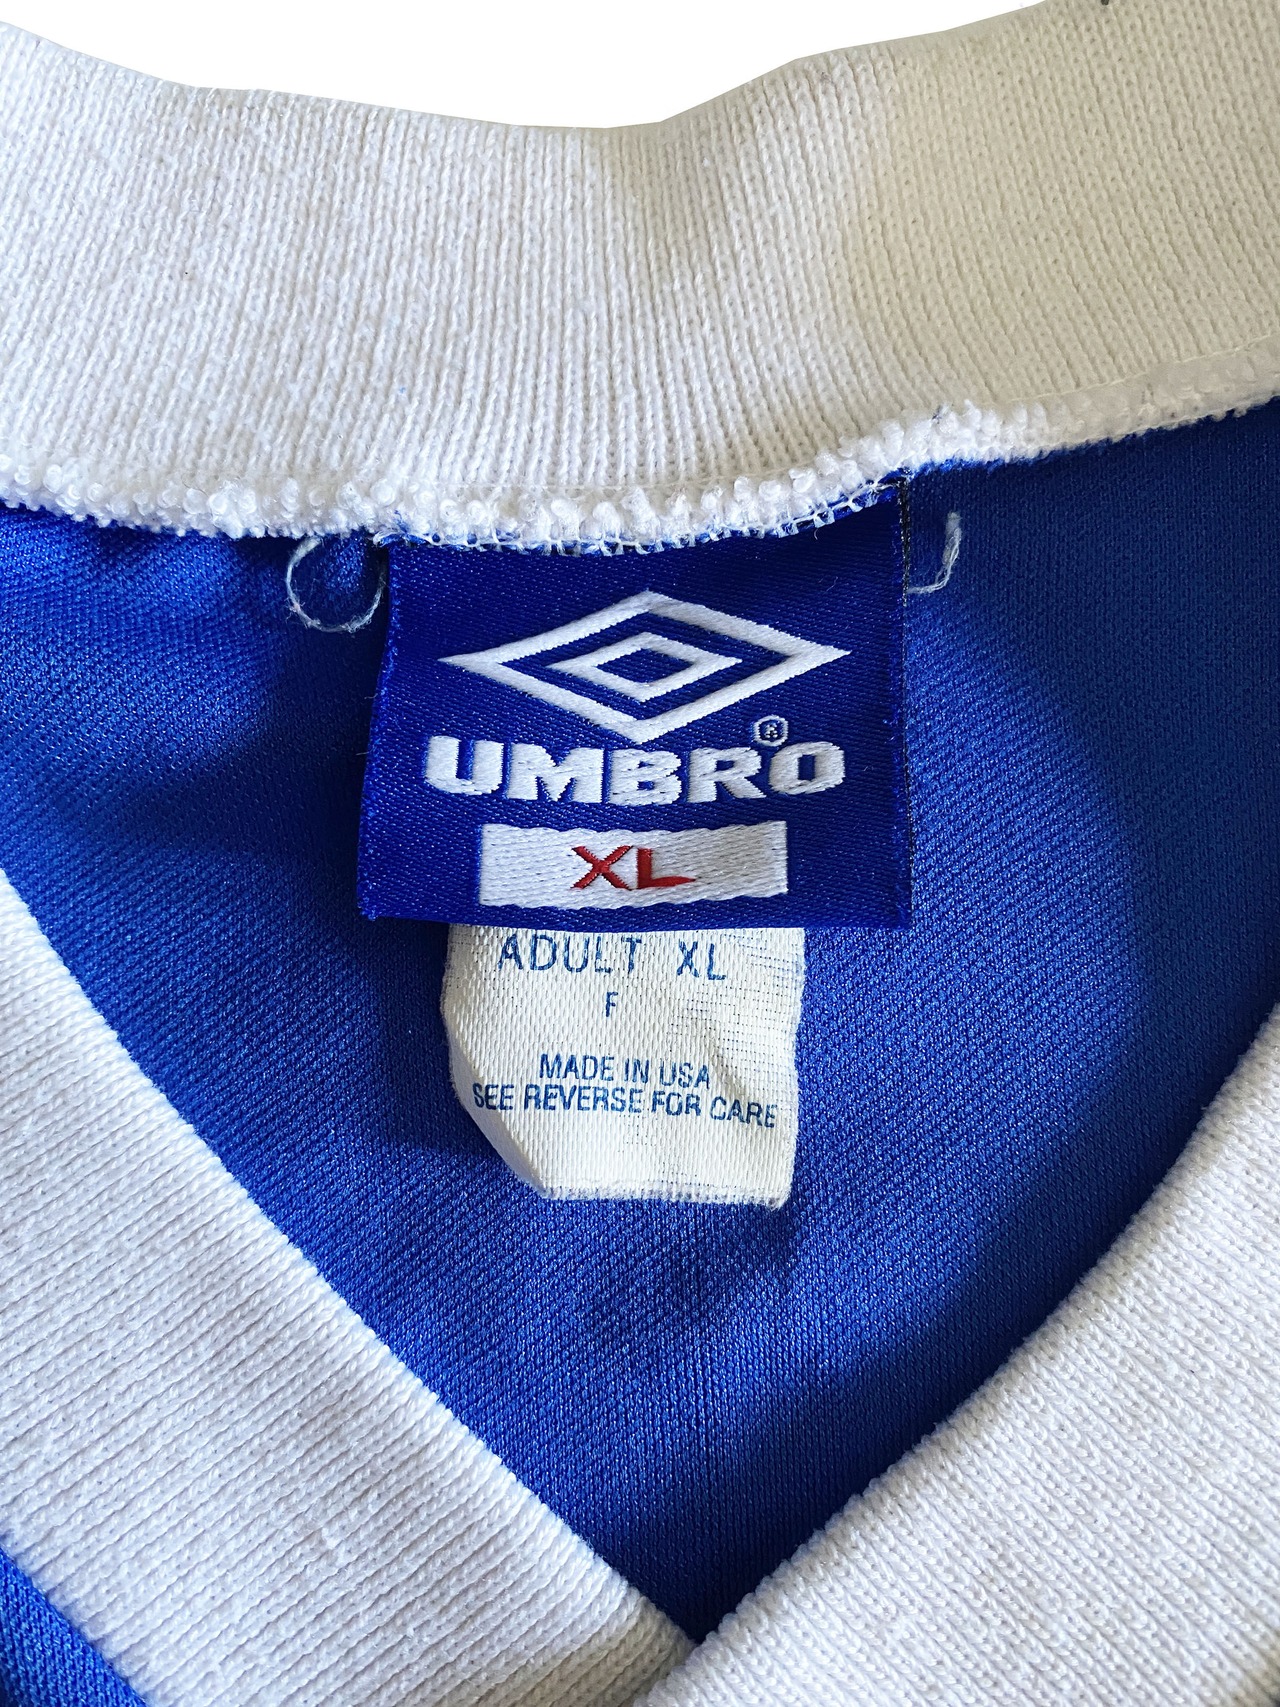 UMBRO®
XL
ADULT XL
F
MADE IN USA
SEE REVERSE FOR CARE